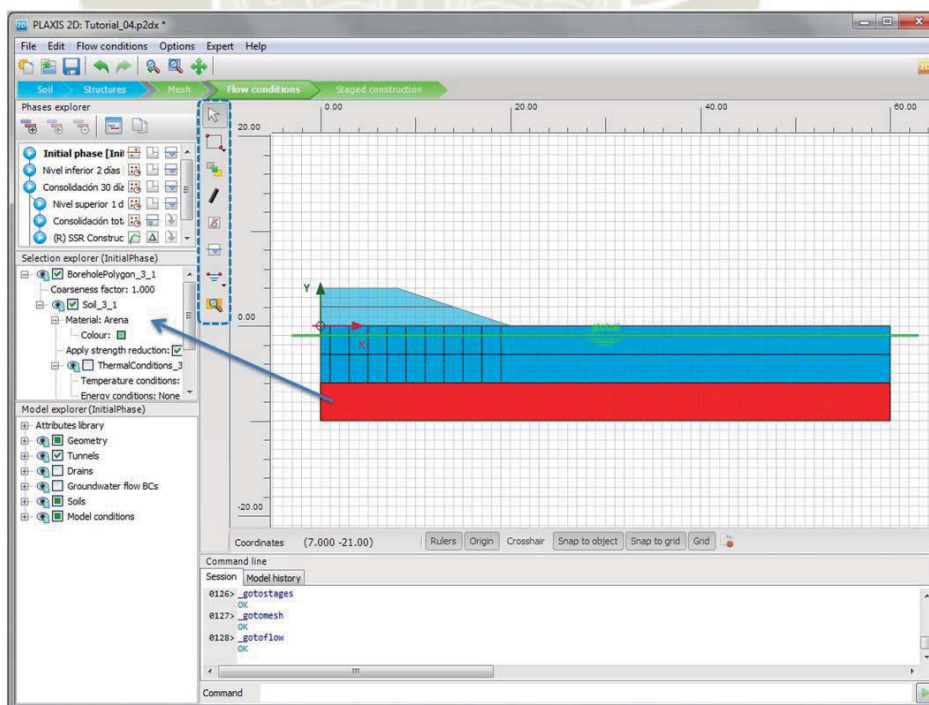 PLAXIS 2D: Tutorial_04.p2dx *
File Edit Flow conditions Options Expert Help
Soil Structures Mesh Flow conditions Staged construction
Phases explorer
Initial phase [Init
Nivel inferior 2 días
Consolidación 30 día
Nivel superior 1 d
Consolidación tot
(R) SSR Construc
Selection explorer (InitialPhase)
BoreholePolygon_3_1
Coarseness factor: 1.000
Soil_3_1
Material: Arena
Colour:
Apply strength reduction:
ThermalConditions_3
Temperature conditions:
Energy conditions: None
Model explorer (InitialPhase)
Attributes library
Geometry
Tunnels
Drains
Groundwater flow BCs
Soils
Model conditions
0.00 20.00 40.00 60.00
20.00
0.00
-20.00
Y
X
global
Coordinates (7.000 -21.00) Rulers Origin Crosshair Snap to object Snap to grid Grid
Command line
Session Model history
0126> _gotostages
OK
0127> _gotomesh
OK
0128> _gotoflow
OK
Command